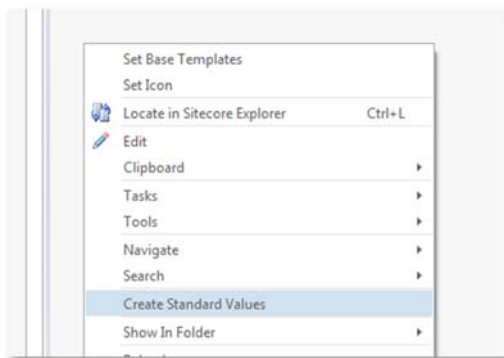 Set Base Templates
Set Icon
Locate in Sitecore Explorer Ctrl+L
Edit
Clipboard
Tasks
Tools
Navigate
Search
Create Standard Values
Show In Folder